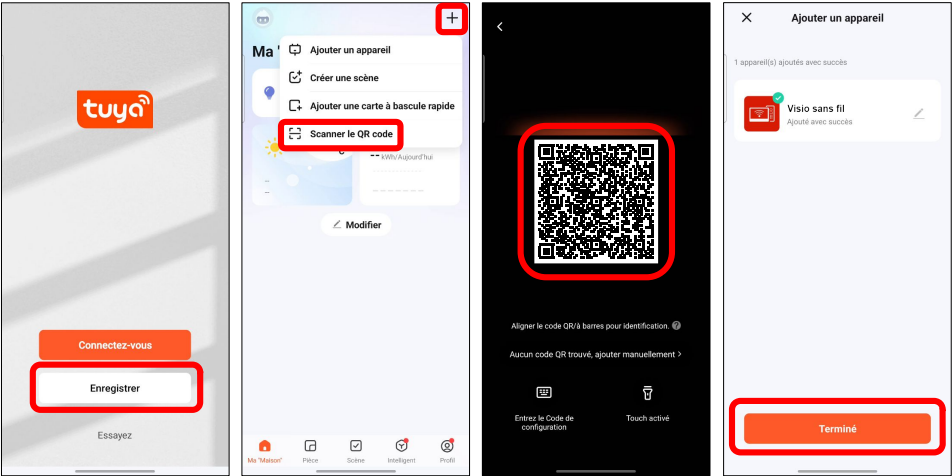 tuya
Connectez-vous
Enregistrer
Essayez
Ma "
Ajouter un appareil
Créer une scène
Ajouter une carte à bascule rapide
Scanner le QR code
--
kWh/Aujourd'hui
--
--
Modifier
Ma "Maison"
Pièce
Scène
Intelligent
Profil
Aligner le code QR/à barres pour identification.
Aucun code QR trouvé, ajouter manuellement >
Entrez le Code de
configuration
Touch activé
Ajouter un appareil
1 appareil(s) ajoutés avec succès
Visio sans fil
Ajouté avec succès
Terminé